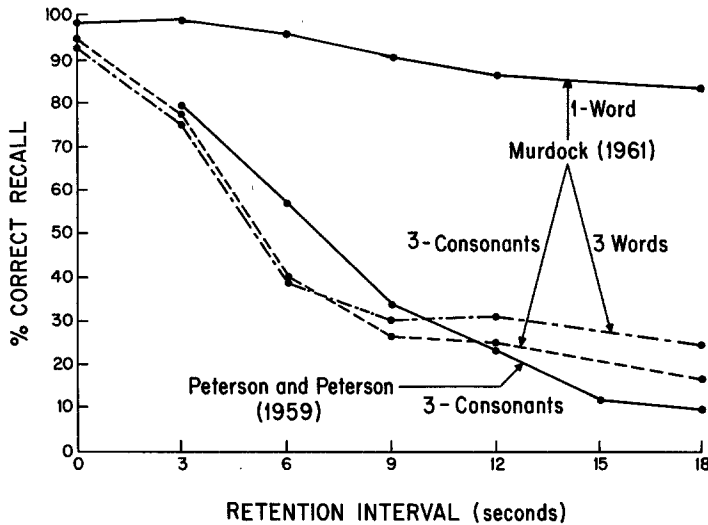 100
90
80
70
60
50
40
30
20
10
0
% CORRECT RECALL
1-Word
Murdock (1961)
3-Consonants
3 Words
Peterson and Peterson
(1959)
3-Consonants
0 3 6 9 12 15 18
RETENTION INTERVAL (seconds)